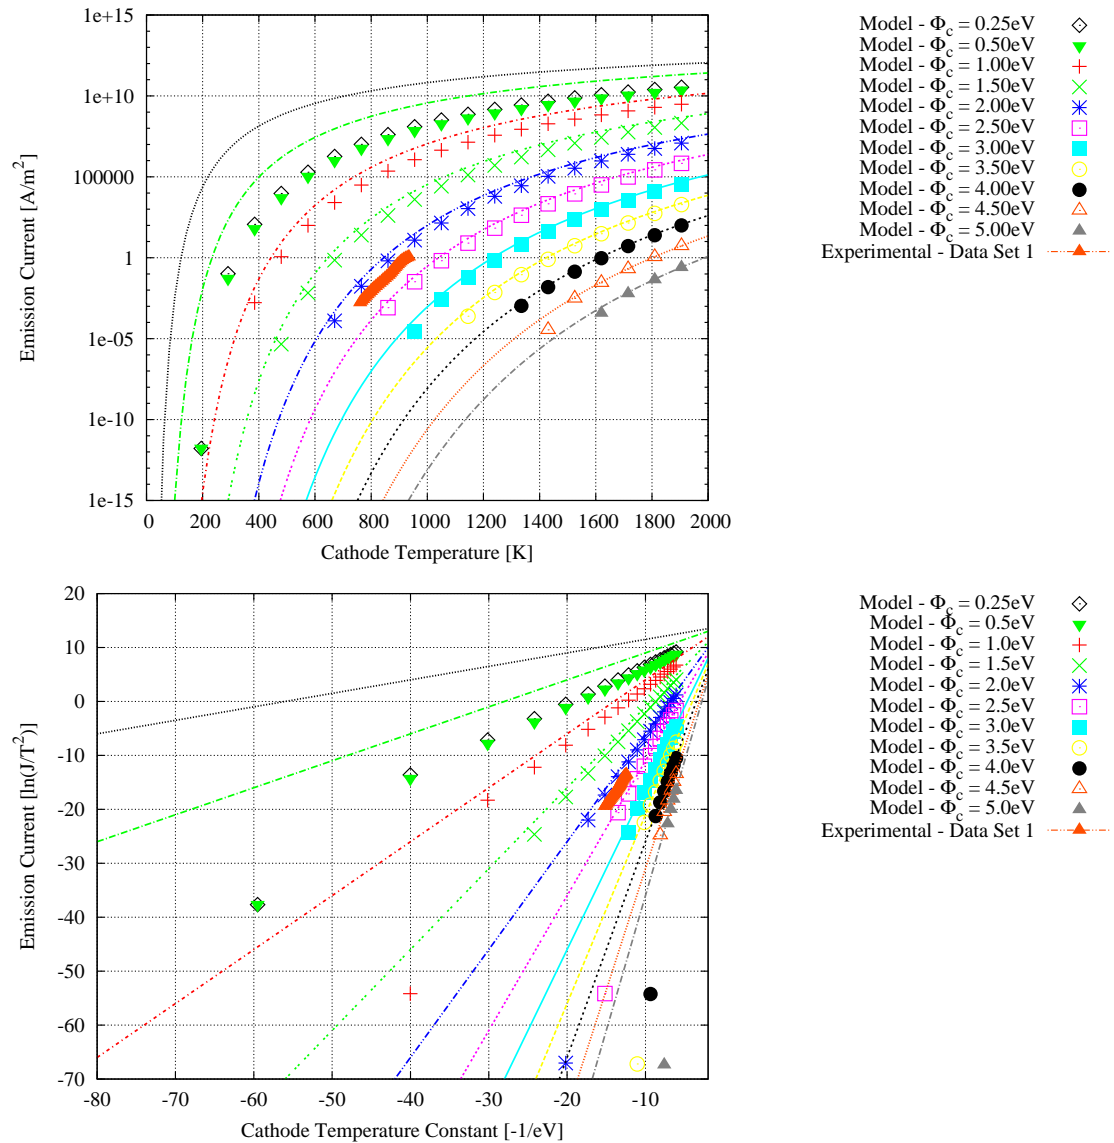 1e+15
1e+10
100000
1
1e-05
1e-10
1e-15
Emission Current [A/m²]
0 200 400 600 800 1000 1200 1400 1600 1800 2000
Cathode Temperature [K]
Model - Φc = 0.25eV
Model - Φc = 0.50eV
Model - Φc = 1.00eV
Model - Φc = 1.50eV
Model - Φc = 2.00eV
Model - Φc = 2.50eV
Model - Φc = 3.00eV
Model - Φc = 3.50eV
Model - Φc = 4.00eV
Model - Φc = 4.50eV
Model - Φc = 5.00eV
Experimental - Data Set 1
20
10
0
-10
-20
-30
-40
-50
-60
-70
Emission Current [ln(J/T²)]
-80 -70 -60 -50 -40 -30 -20 -10
Cathode Temperature Constant [-1/eV]
Model - Φc = 0.25eV
Model - Φc = 0.5eV
Model - Φc = 1.0eV
Model - Φc = 1.5eV
Model - Φc = 2.0eV
Model - Φc = 2.5eV
Model - Φc = 3.0eV
Model - Φc = 3.5eV
Model - Φc = 4.0eV
Model - Φc = 4.5eV
Model - Φc = 5.0eV
Experimental - Data Set 1